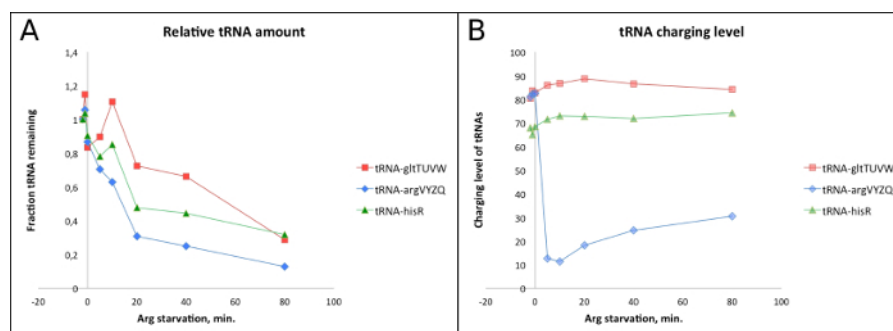 A
Relative tRNA amount
1,4
1,2
1
0,8
0,6
0,4
0,2
0
-20
0
20
40
60
80
100
Fraction tRNA remaining
Arg starvation, min.
tRNA-gltTUVW
tRNA-argVYZQ
tRNA-hisR
B
tRNA charging level
100
90
80
70
60
50
40
30
20
10
0
-20
0
20
40
60
80
100
Charging level of tRNAs
Arg starvation, min.
tRNA-gltTUVW
tRNA-argVYZQ
tRNA-hisR